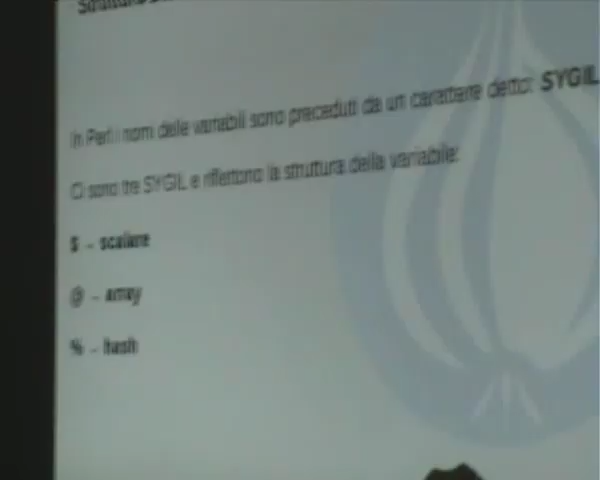 In Perl i nomi delle variabili sono preceduti da un carattere detto: SYGIL
Ci sono tre SYGIL e riflettono la struttura della variabile:
$ - scalare
@ - array
% - hash